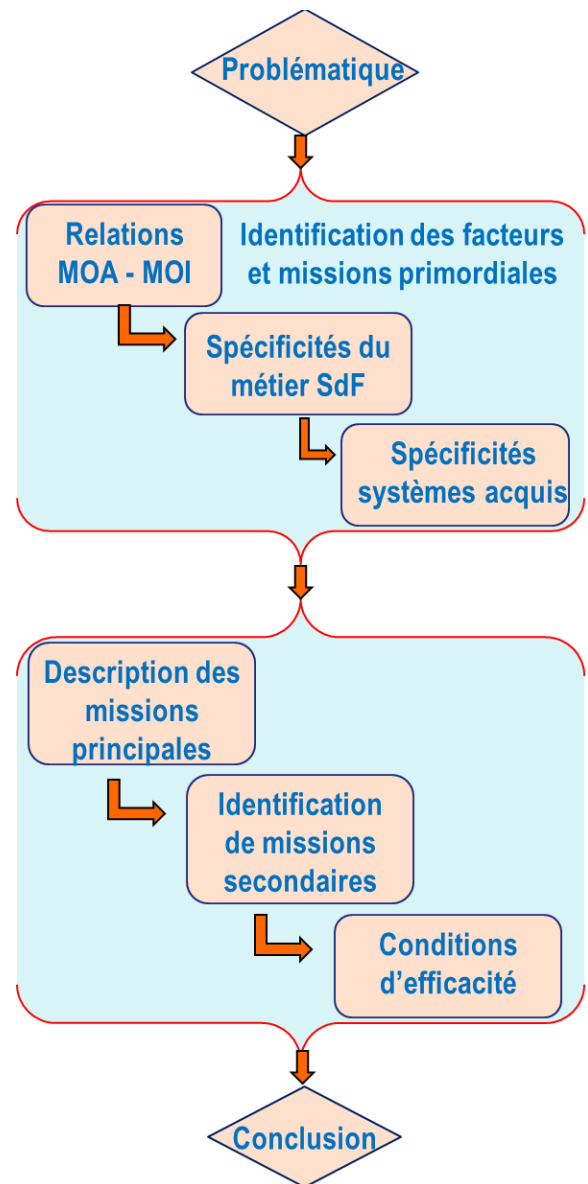 Problématique
Relations
MOA - MOI
Identification des facteurs
et missions primordiales
Spécificités du
métier SdF
Spécificités
systèmes acquis
Description des
missions
principales
Identification
de missions
secondaires
Conditions
d’efficacité
Conclusion